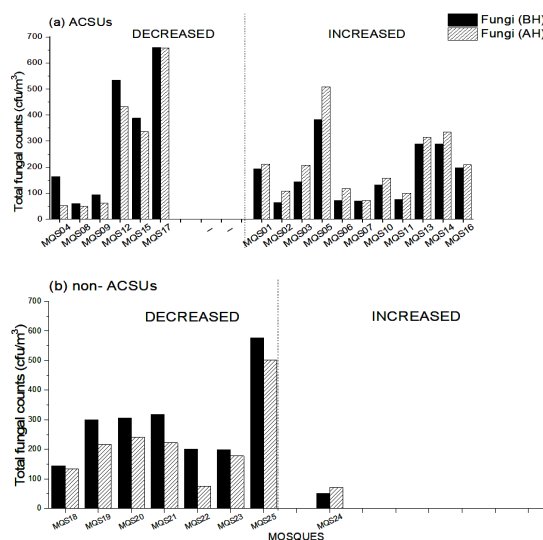 (a) ACSUs
Fungi (BH)
Fungi (AH)
DECREASED
INCREASED
Total fungal counts (cfu/m³)
700
600
500
400
300
200
100
0
MQS04
MQS08
MQS09
MQS12
MQS15
MQS17
--
--
MQS01
MQS02
MQS03
MQS05
MQS06
MQS07
MQS10
MQS11
MQS13
MQS14
MQS16
(b) non- ACSUs
DECREASED
INCREASED
Total fungal counts (cfu/m³)
700
600
500
400
300
200
100
0
MQS18
MQS19
MQS20
MQS21
MQS22
MQS23
MQS25
MQS24
MOSQUES